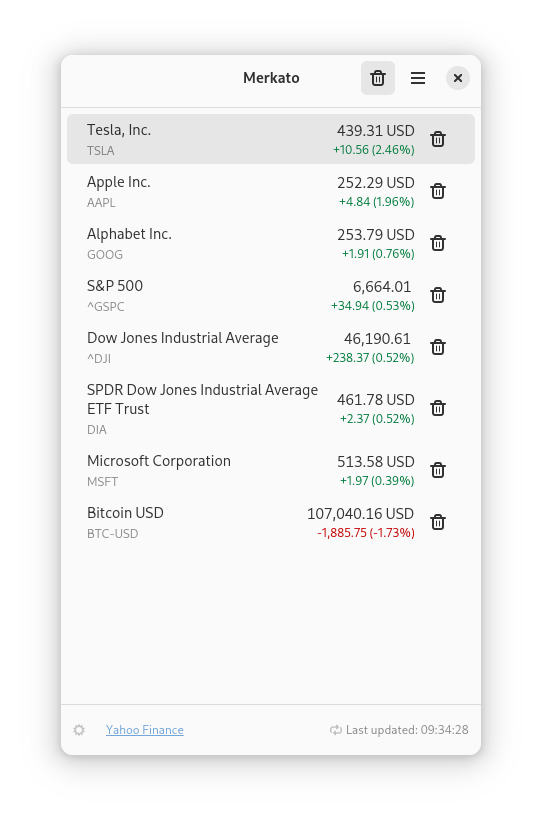 Merkato
Tesla, Inc.
439.31 USD
TSLA
+10.56 (2.46%)
Apple Inc.
252.29 USD
AAPL
+4.84 (1.96%)
Alphabet Inc.
253.79 USD
GOOG
+1.91 (0.76%)
S&P 500
6,664.01
^GSPC
+34.94 (0.53%)
Dow Jones Industrial Average
46,190.61
^DJI
+238.37 (0.52%)
SPDR Dow Jones Industrial Average
ETF Trust
461.78 USD
DIA
+2.37 (0.52%)
Microsoft Corporation
513.58 USD
MSFT
+1.97 (0.39%)
Bitcoin USD
107,040.16 USD
BTC-USD
-1,885.75 (-1.73%)
Yahoo Finance
Last updated: 09:34:28